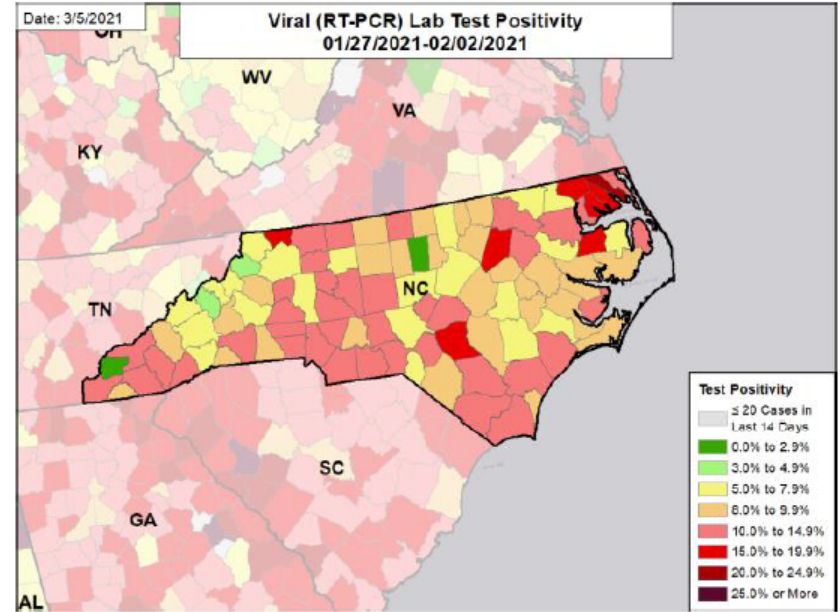 Date: 3/5/2021
Viral (RT-PCR) Lab Test Positivity
01/27/2021-02/02/2021
OH
WV
VA
KY
NC
TN
SC
GA
AL
Test Positivity
≤ 20 Cases in
Last 14 Days
0.0% to 2.9%
3.0% to 4.9%
5.0% to 7.9%
8.0% to 9.9%
10.0% to 14.9%
15.0% to 19.9%
20.0% to 24.9%
25.0% or More